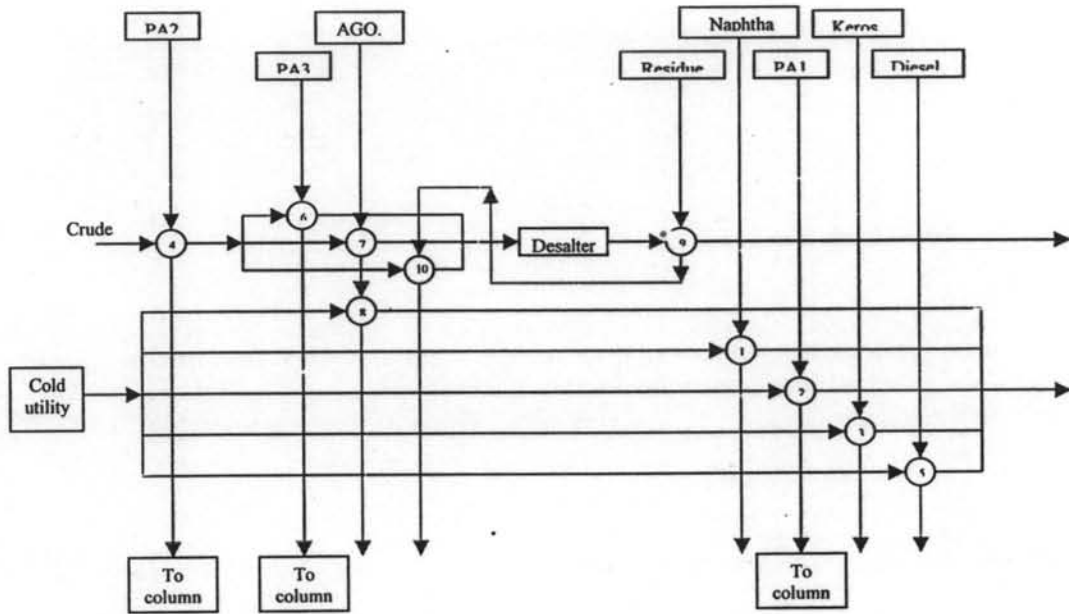 PA2
AGO.
Naphtha
Keros
PA3
Residue
PA1
Diesel
6
Crude
4
7
Desalter
9
10
8
1
Cold
utility
2
3
5
To
column
To
column
To
column